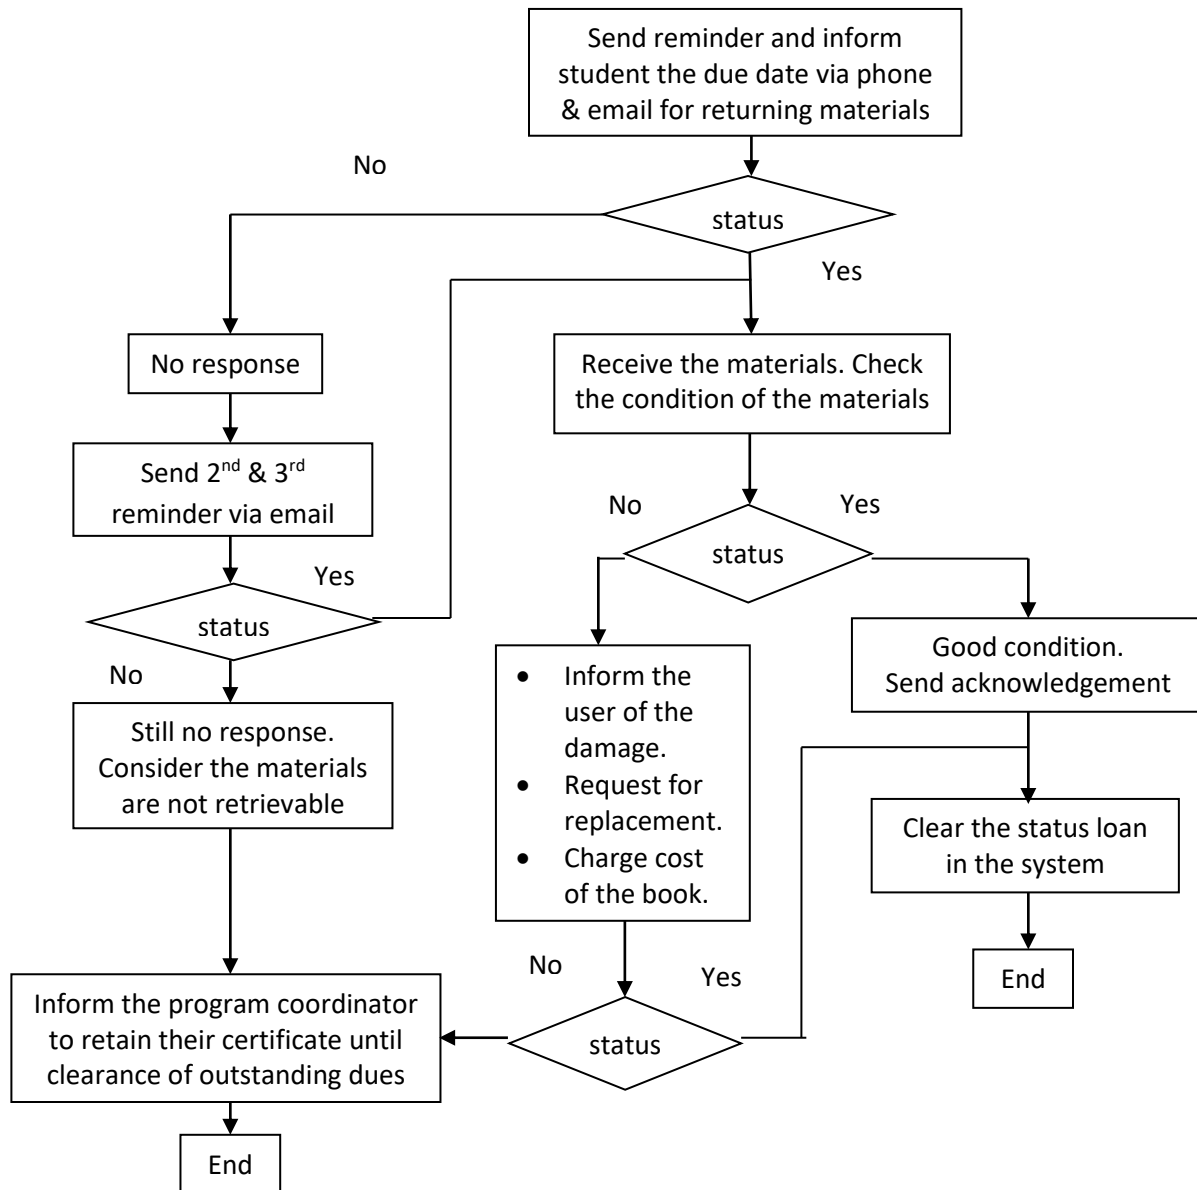 Send reminder and inform
student the due date via phone
& email for returning materials
No
status
Yes
No response
Receive the materials. Check
the condition of the materials
Send 2nd & 3rd
reminder via email
No
Yes
status
Yes
status
No
Good condition.
Send acknowledgement
• Inform the
user of the
damage.
• Request for
replacement.
• Charge cost
of the book.
Still no response.
Consider the materials
are not retrievable
Clear the status loan
in the system
No
Yes
End
Inform the program coordinator
to retain their certificate until
clearance of outstanding dues
status
End